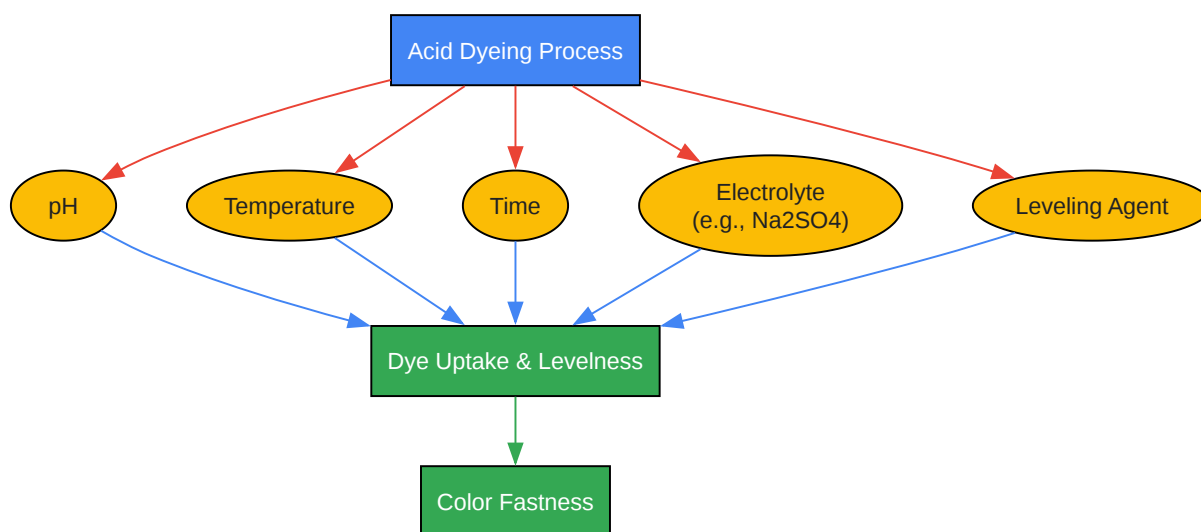 Acid Dyeing Process
pH
Temperature
Time
Electrolyte
(e.g., Na2SO4)
Leveling Agent
Dye Uptake & Levelness
Color Fastness